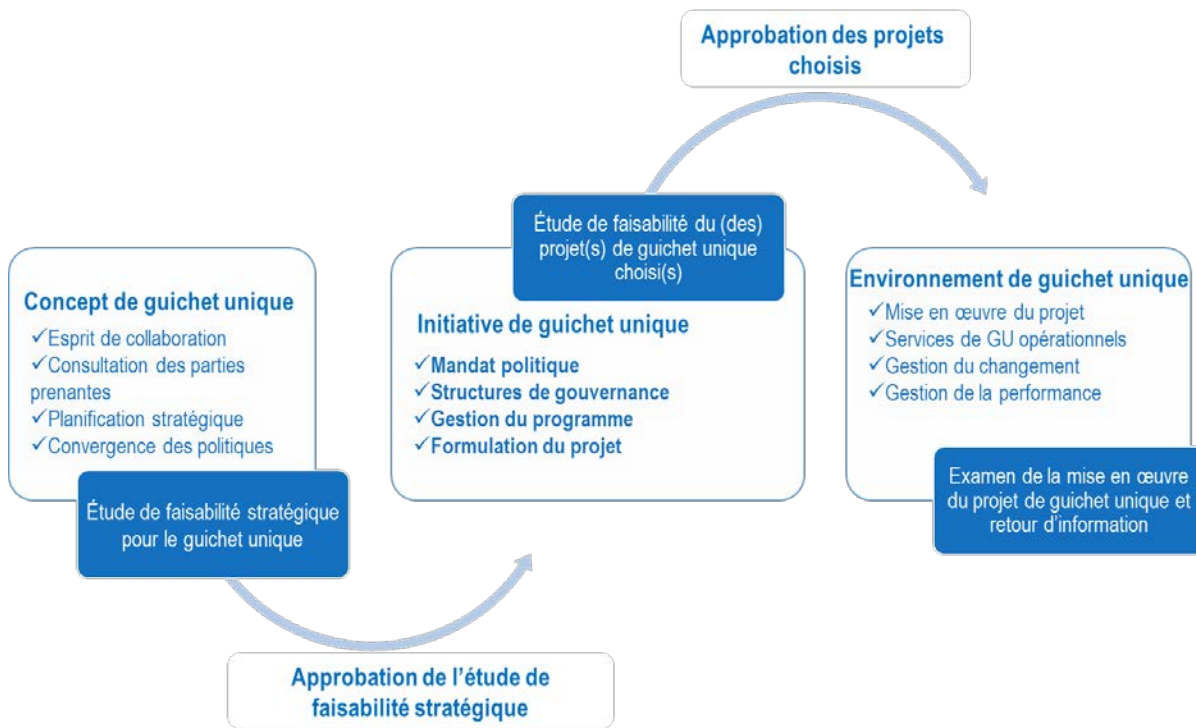 Approbation des projets
choisis
Étude de faisabilité du (des)
projet(s) de guichet unique
choisi(s)
Concept de guichet unique
✓Esprit de collaboration
✓Consultation des parties
prenantes
✓Planification stratégique
✓Convergence des politiques
Étude de faisabilité stratégique
pour le guichet unique
Initiative de guichet unique
✓Mandat politique
✓Structures de gouvernance
✓Gestion du programme
✓Formulation du projet
Environnement de guichet unique
✓Mise en œuvre du projet
✓Services de GU opérationnels
✓Gestion du changement
✓Gestion de la performance
Examen de la mise en œuvre
du projet de guichet unique et
retour d'information
Approbation de l'étude de
faisabilité stratégique